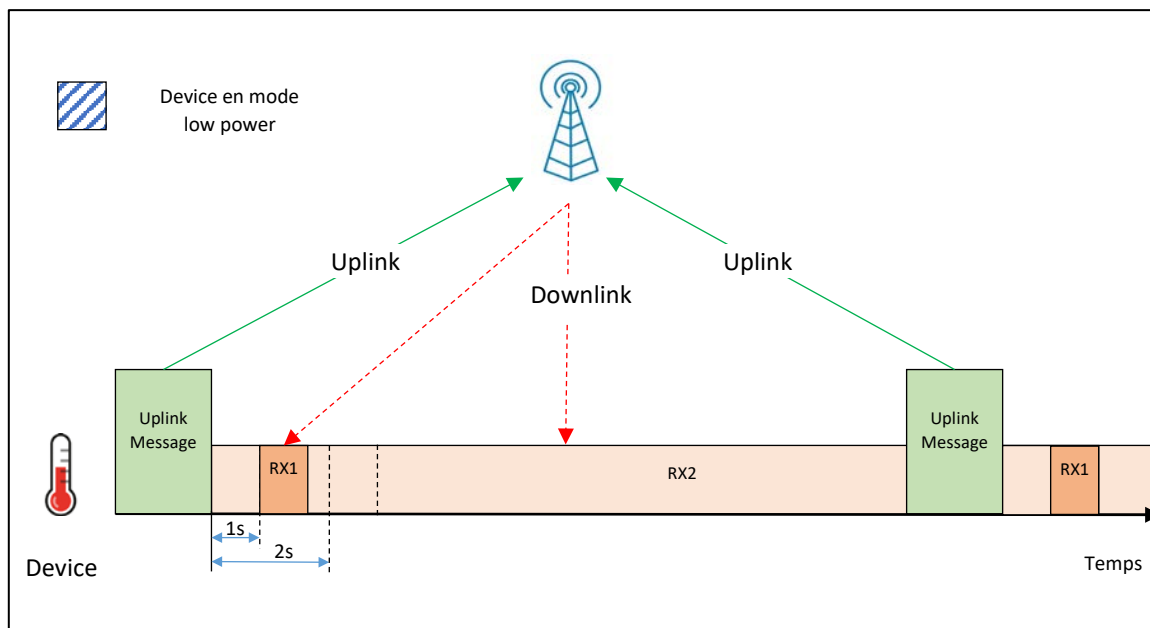 Device en mode
low power
Uplink
Uplink
Downlink
Uplink
Message
Uplink
Message
RX1
RX2
RX1
1s
2s
Device
Temps